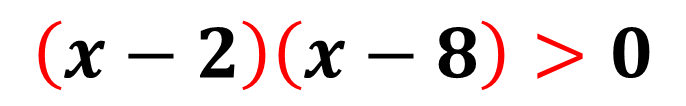 (x − 2)(x − 8) > 0